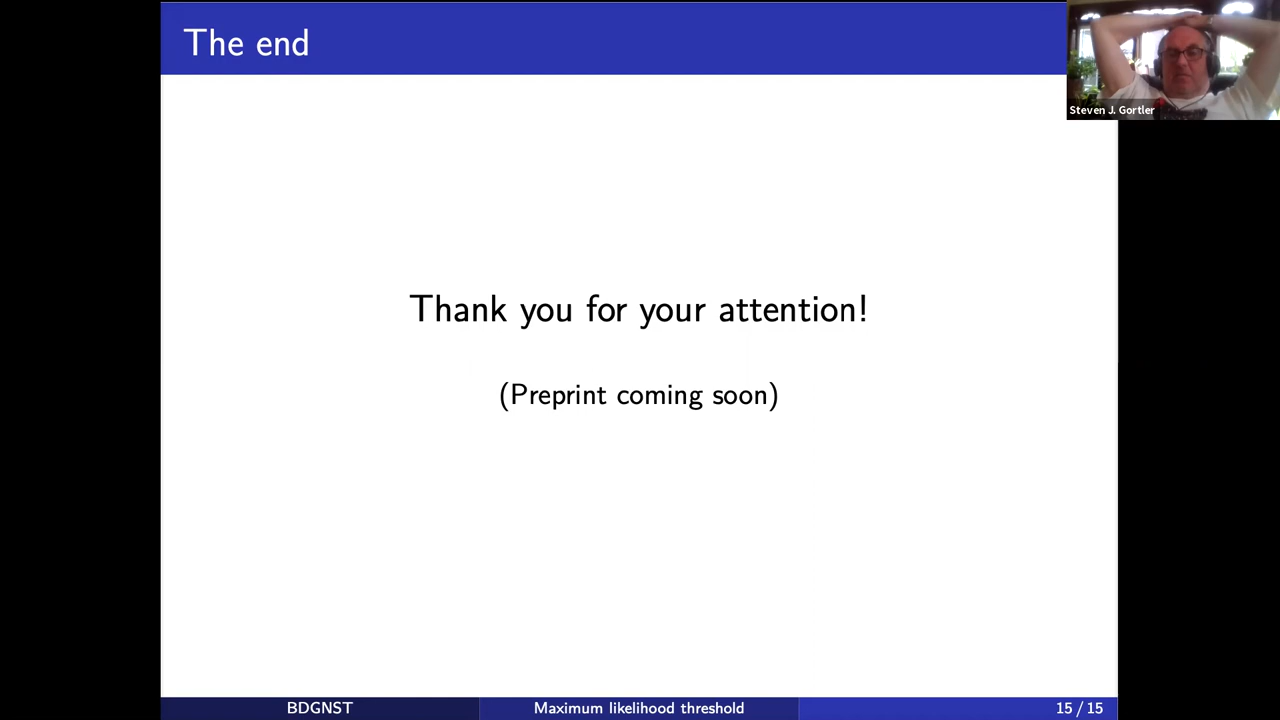 The end
Steven J. Gortler
Thank you for your attention!
(Preprint coming soon)
BDGNST
Maximum likelihood threshold
15 / 15